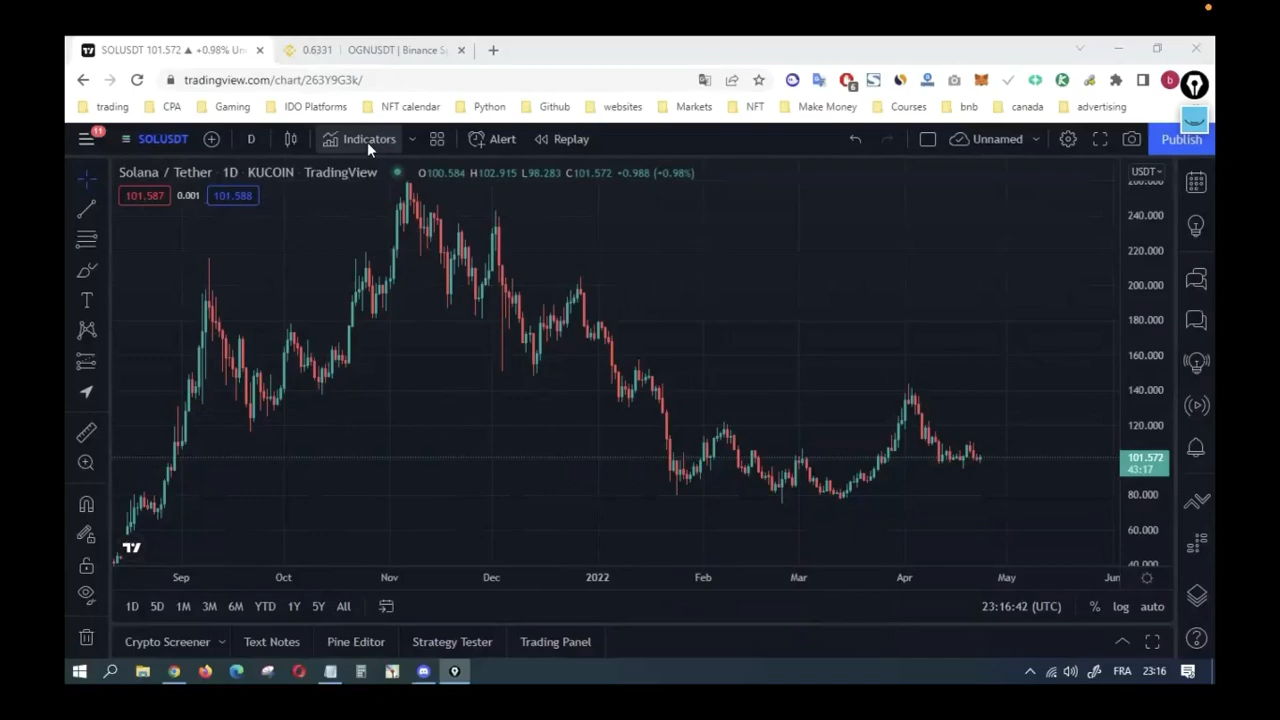 SOLUSDT 101.572 ▲ +0.98% Un
0.6331 | OGNUSDT | Binance S
tradingview.com/chart/263Y9G3k/
6
b
trading CPA Gaming IDO Platforms NFT calendar Python Github websites Markets NFT Make Money Courses bnb canada advertising
11
SOLUSDT D Indicators Alert Replay Unnamed Publish
Solana / Tether · 1D · KUCOIN · TradingView O100.584 H102.915 L98.283 C101.572 +0.988 (+0.98%) USDT
101.587 0.001 101.588
260.000
240.000
220.000
200.000
180.000
160.000
140.000
120.000
101.572
43:17
80.000
60.000
40.000
Sep Oct Nov Dec 2022 Feb Mar Apr May Jun
1D 5D 1M 3M 6M YTD 1Y 5Y All 23:16:42 (UTC) % log auto
Crypto Screener Text Notes Pine Editor Strategy Tester Trading Panel
FRA 23:16